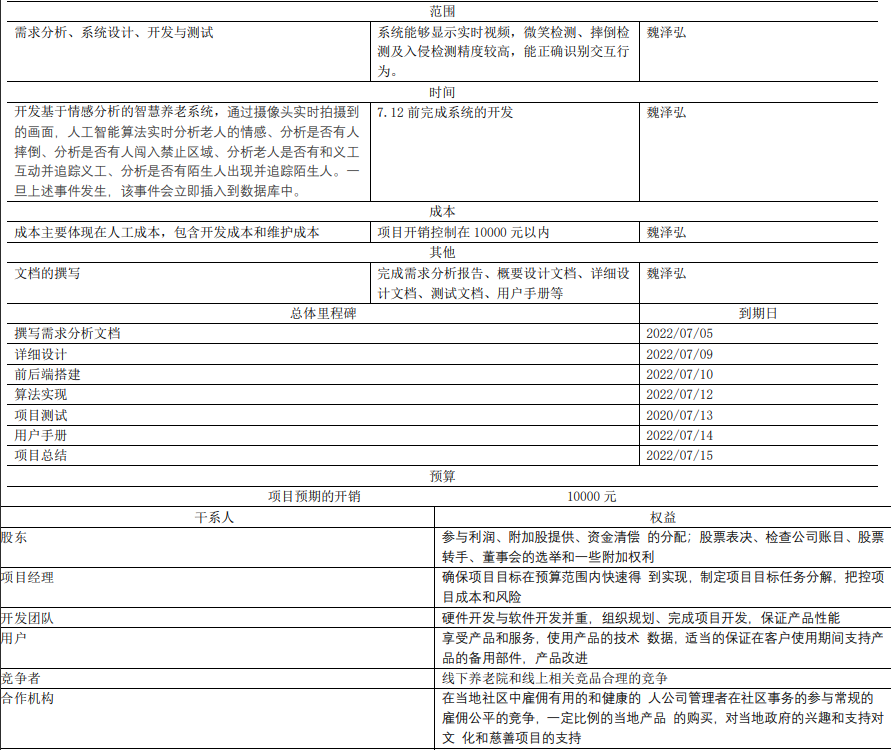 范围
需求分析、系统设计、开发与测试
系统能够显示实时视频，微笑检测、摔倒检
测及入侵检测精度较高，能正确识别交互行
为。
魏泽弘
时间
开发基于情感分析的智慧养老系统，通过摄像头实时拍摄到
的画面，人工智能算法实时分析老人的情感、分析是否有人
摔倒、分析是否有人闯入禁止区域、分析老人是否有和义工
互动并追踪义工、分析是否有陌生人出现并追踪陌生人。一
旦上述事件发生，该事件会立即插入到数据库中。
7.12 前完成系统的开发
魏泽弘
成本
成本主要体现在人工成本，包含开发成本和维护成本
项目开销控制在 10000 元以内
魏泽弘
其他
文档的撰写
完成需求分析报告、概要设计文档、详细设
计文档、测试文档、用户手册等
魏泽弘
总体里程碑
到期日
撰写需求分析文档
2022/07/05
详细设计
2022/07/09
前后端搭建
2022/07/10
算法实现
2022/07/12
项目测试
2020/07/13
用户手册
2022/07/14
项目总结
2022/07/15
预算
项目预期的开销
10000 元
干系人
权益
股东
参与利润、附加股提供、资金清偿 的分配；股票表决、检查公司账目、股票
转手、董事会的选举和一些附加权利
项目经理
确保项目目标在预算范围内快速得 到实现，制定项目目标任务分解，把控项
目成本和风险
开发团队
硬件开发与软件开发并重，组织规划、完成项目开发，保证产品性能
用户
享受产品和服务，使用产品的技术 数据，适当的保证在客户使用期间支持产
品的备用部件，产品改进
竞争者
线下养老院和线上相关竞品合理的竞争
合作机构
在当地社区中雇佣有用的和健康的 人公司管理者在社区事务的参与常规的
雇佣公平的竞争，一定比例的当地产品 的购买，对当地政府的兴趣和支持对
文 化和慈善项目的支持